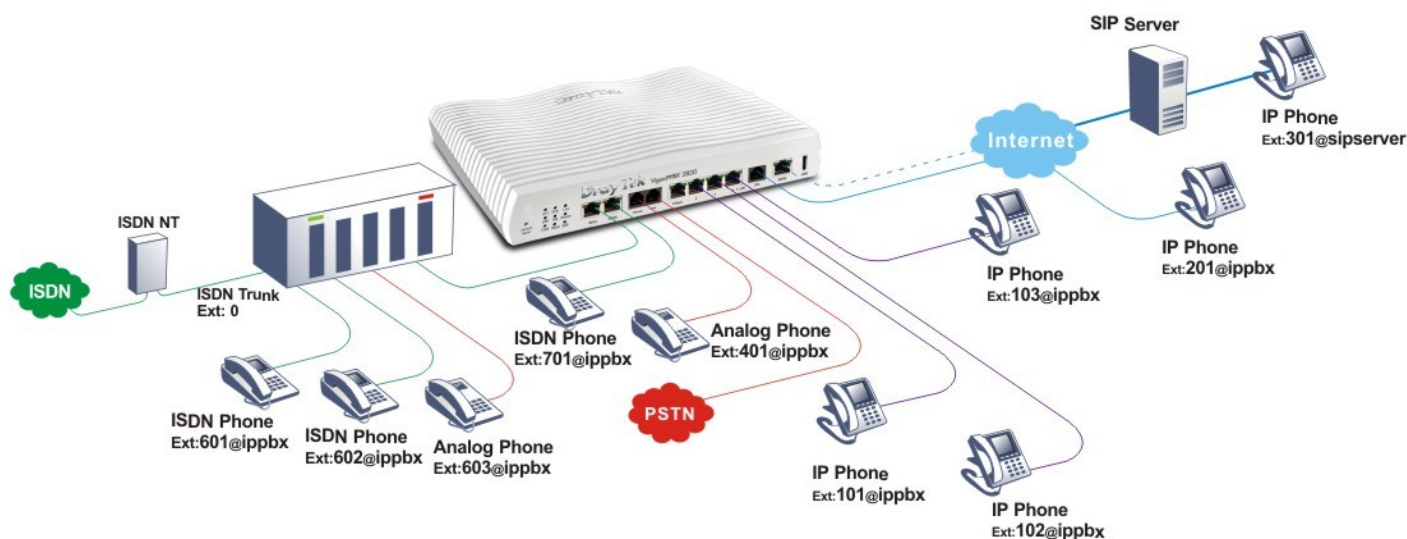 SIP Server
IP Phone
Ext:301@sipserver
Internet
DrayTek
VigorIPPBX 2820
ISDN NT
ISDN
ISDN Trunk
Ext: 0
IP Phone
Ext:201@ippbx
IP Phone
Ext:103@ippbx
ISDN Phone
Ext:701@ippbx
Analog Phone
Ext:401@ippbx
PSTN
ISDN Phone
Ext:601@ippbx
ISDN Phone
Ext:602@ippbx
Analog Phone
Ext:603@ippbx
IP Phone
Ext:101@ippbx
IP Phone
Ext:102@ippbx